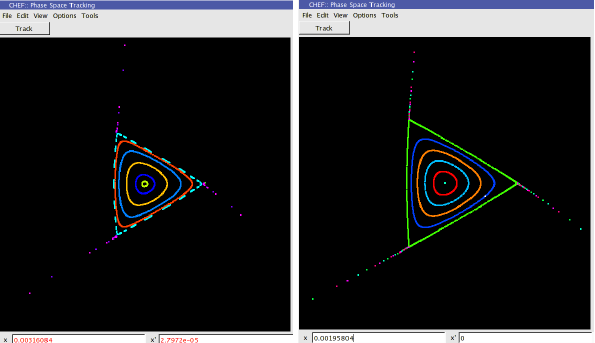 CHEF:: Phase Space Tracking
File Edit View Options Tools
Track
x 0.00316084 x' 2.7972e-05
CHEF:: Phase Space Tracking
File Edit View Options Tools
Track
x 0.00195804 x' 0